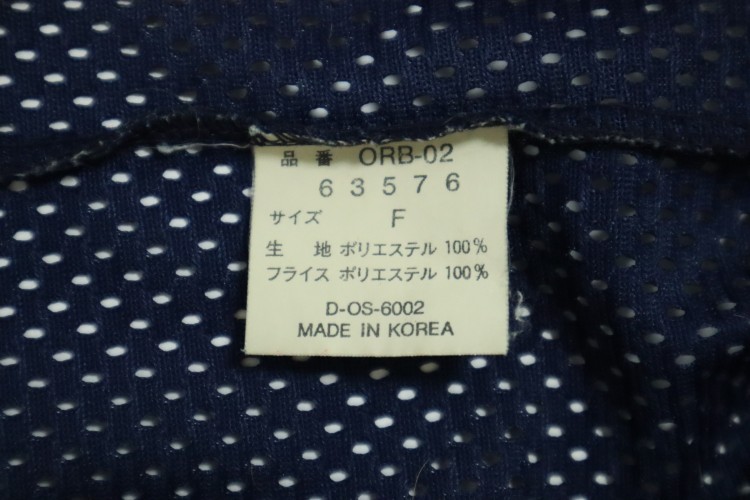 品番 ORB-02
63576
サイズ F
生地 ポリエステル 100%
フライス ポリエステル 100%
D-OS-6002
MADE IN KOREA